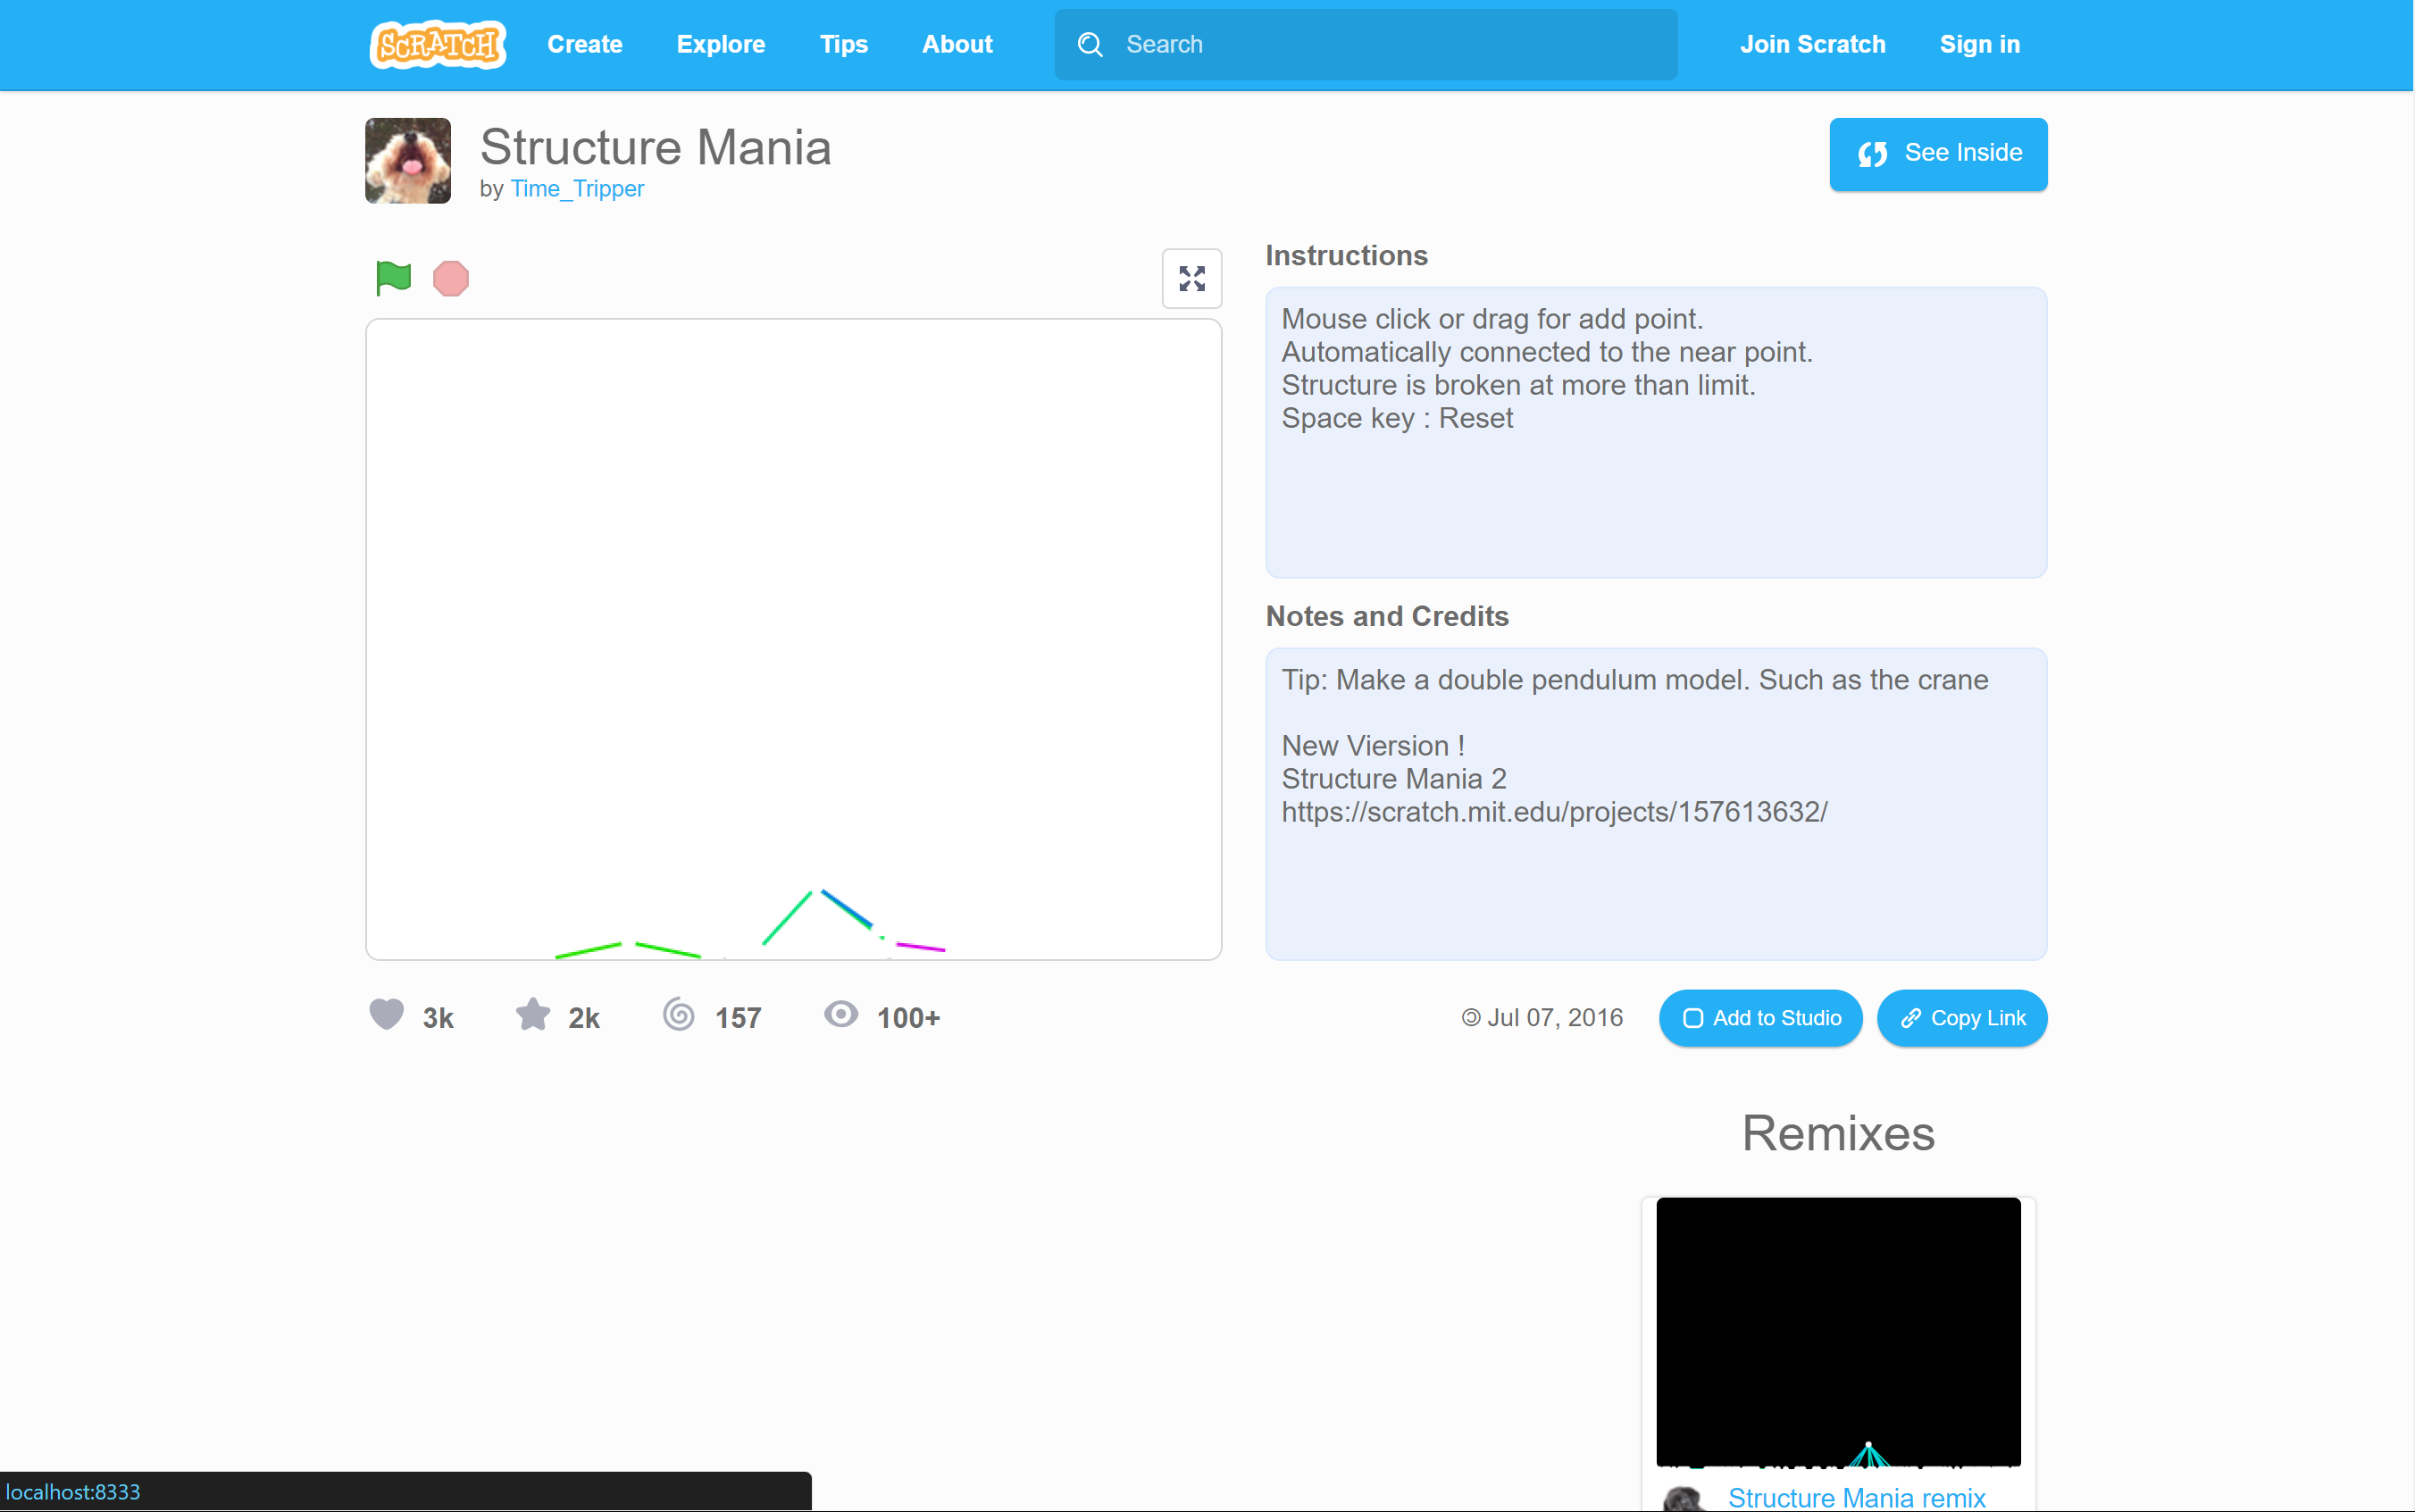 SCRATCH
Create
Explore
Tips
About
Search
Join Scratch
Sign in
Structure Mania
by Time_Tripper
See Inside
Instructions
Mouse click or drag for add point.
Automatically connected to the near point.
Structure is broken at more than limit.
Space key : Reset
Notes and Credits
Tip: Make a double pendulum model. Such as the crane
New Viersion !
Structure Mania 2
https://scratch.mit.edu/projects/157613632/
3k
2k
157
100+
Jul 07, 2016
Add to Studio
Copy Link
Remixes
Structure Mania remix
localhost:8333